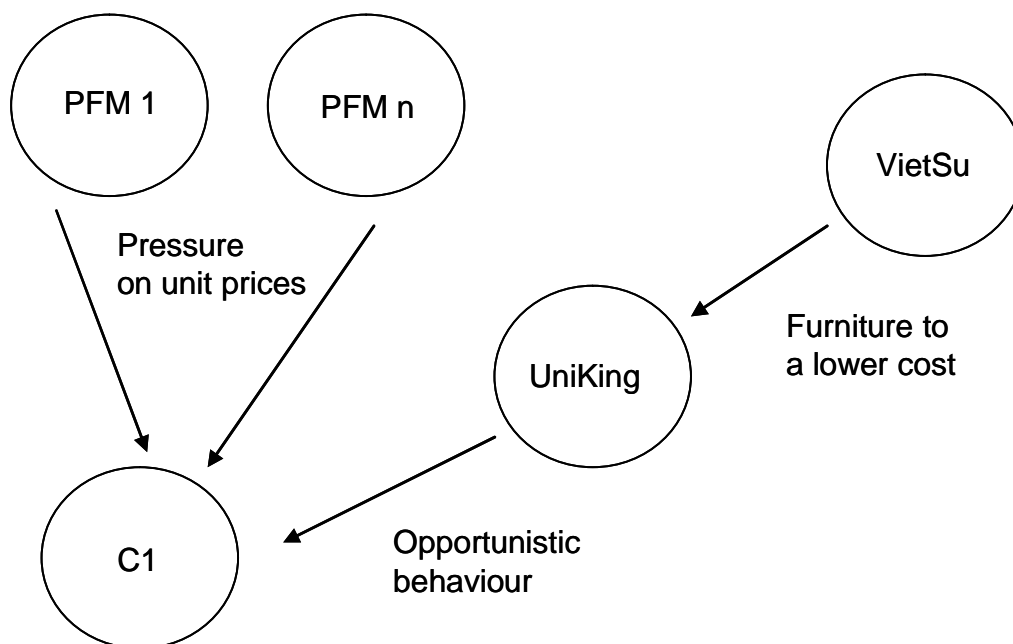 PFM 1
PFM n
VietSu
Pressure
on unit prices
Furniture to
a lower cost
UniKing
Opportunistic
behaviour
C1